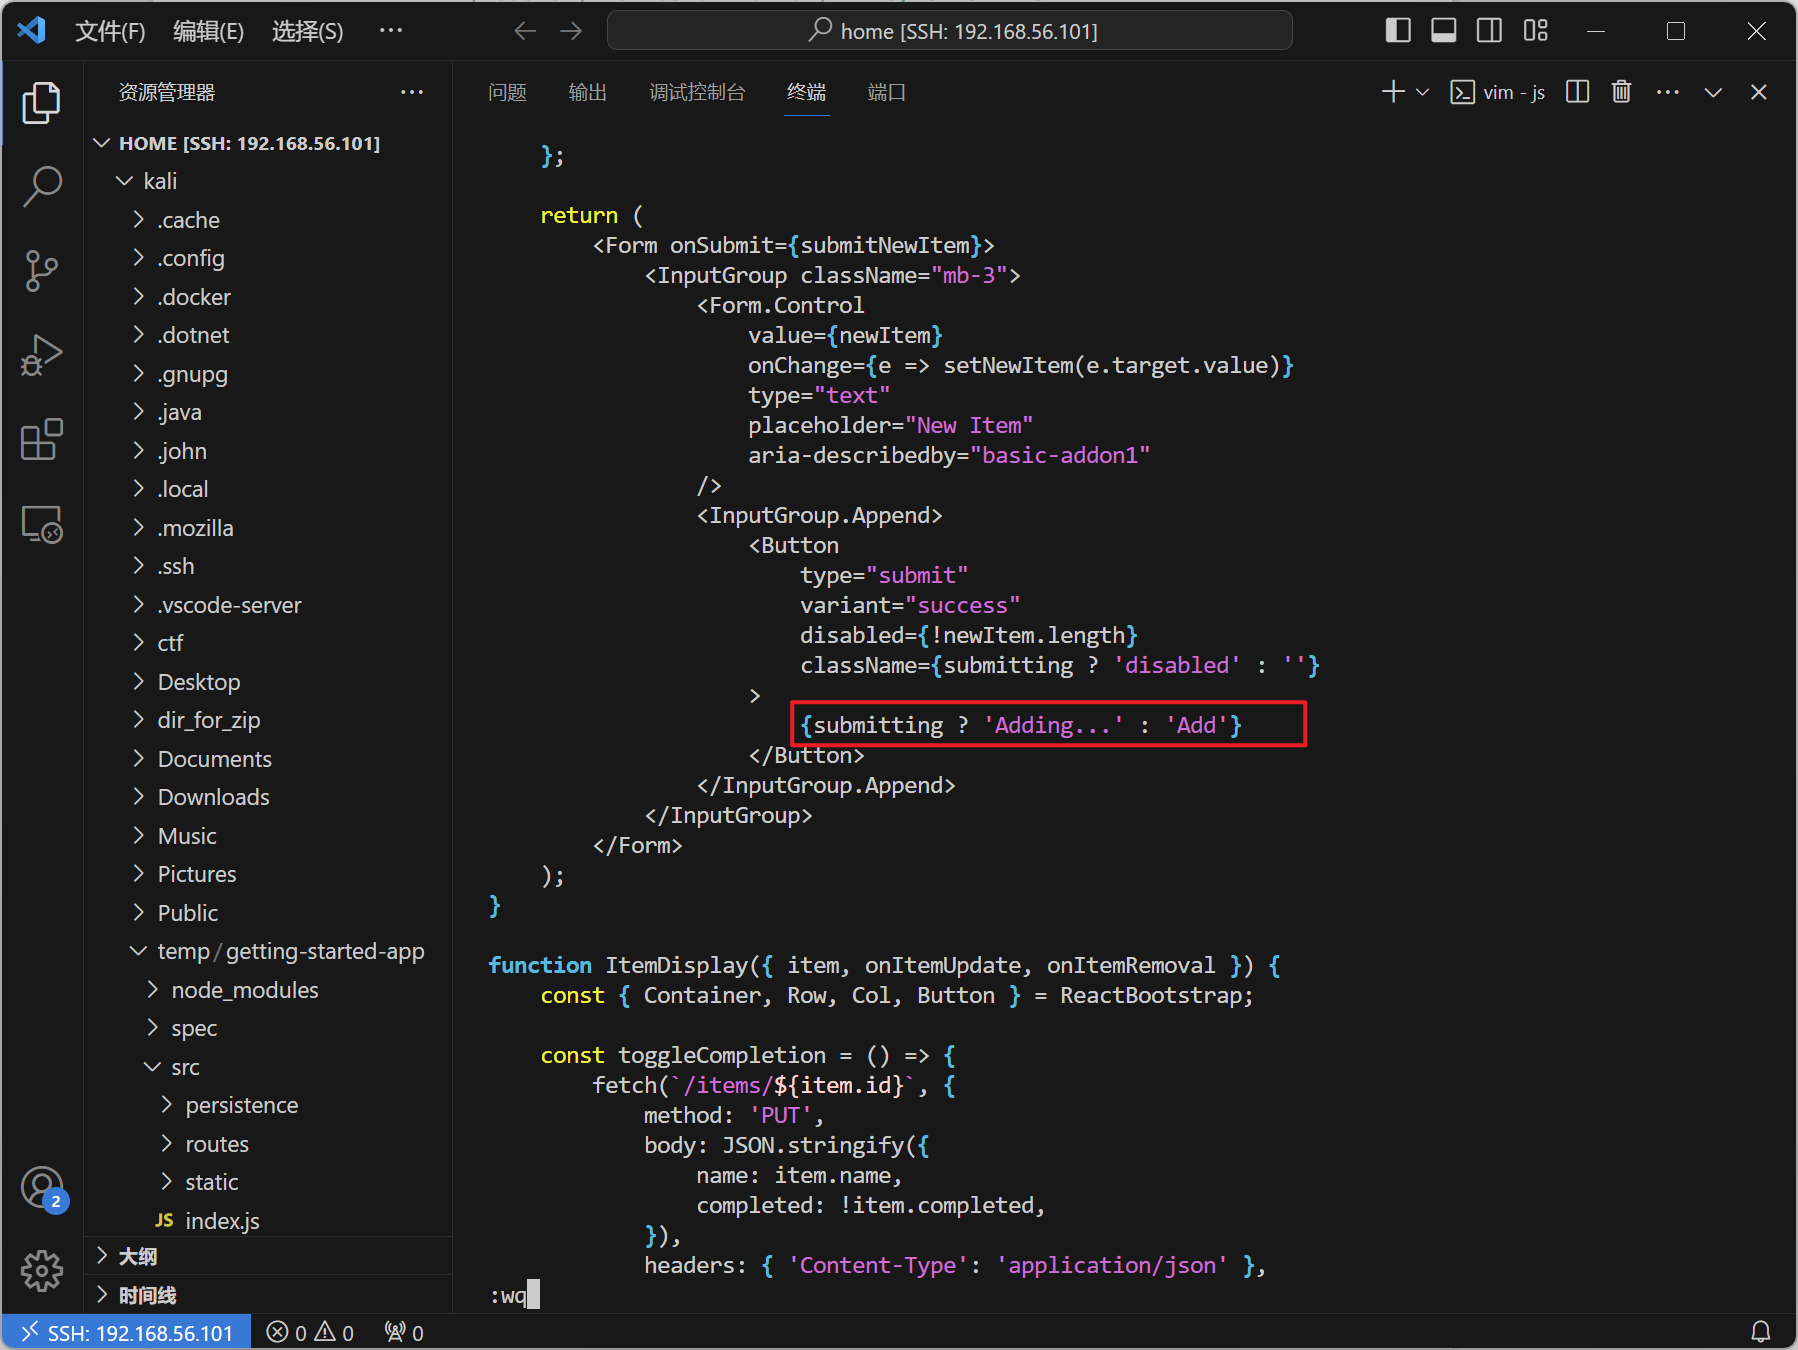 文件(F) 编辑(E) 选择(S) ··· home [SSH: 192.168.56.101]
资源管理器 ···
HOME [SSH: 192.168.56.101]
kali
.cache
.config
.docker
.dotnet
.gnupg
.java
.john
.local
.mozilla
.ssh
.vscode-server
ctf
Desktop
dir_for_zip
Documents
Downloads
Music
Pictures
Public
temp/getting-started-app
node_modules
spec
src
persistence
routes
static
JS index.js
大纲
时间线
2
问题 输出 调试控制台 终端 端口 vim - js ···
};
return (
<Form onSubmit={submitNewItem}>
<InputGroup className="mb-3">
<Form.Control
value={newItem}
onChange={e => setNewItem(e.target.value)}
type="text"
placeholder="New Item"
aria-describedby="basic-addon1"
/>
<InputGroup.Append>
<Button
type="submit"
variant="success"
disabled={!newItem.length}
className={submitting ? 'disabled' : ''}
>
{submitting ? 'Adding...' : 'Add'}
</Button>
</InputGroup.Append>
</InputGroup>
</Form>
);
}
function ItemDisplay({ item, onItemUpdate, onItemRemoval }) {
const { Container, Row, Col, Button } = ReactBootstrap;
const toggleCompletion = () => {
fetch(`/items/${item.id}`, {
method: 'PUT',
body: JSON.stringify({
name: item.name,
completed: !item.completed,
}),
headers: { 'Content-Type': 'application/json' },
:wq
SSH: 192.168.56.101 0 0 0